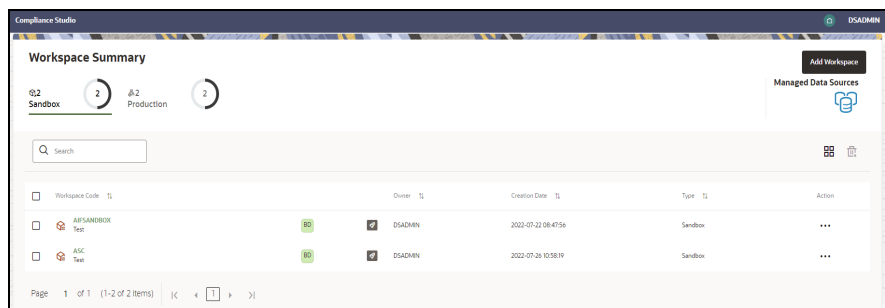 Compliance Studio DSADMIN
Workspace Summary
Add Workspace
Managed Data Sources
2 2 2 2
Sandbox Production
Search
Workspace Code Owner Creation Date Type Action
AIFSANDBOX BD DSADMIN 2022-07-22 08:47:56 Sandbox ...
Test
ASC BD DSADMIN 2022-07-26 10:58:19 Sandbox ...
Test
Page 1 of 1 (1-2 of 2 items) 1